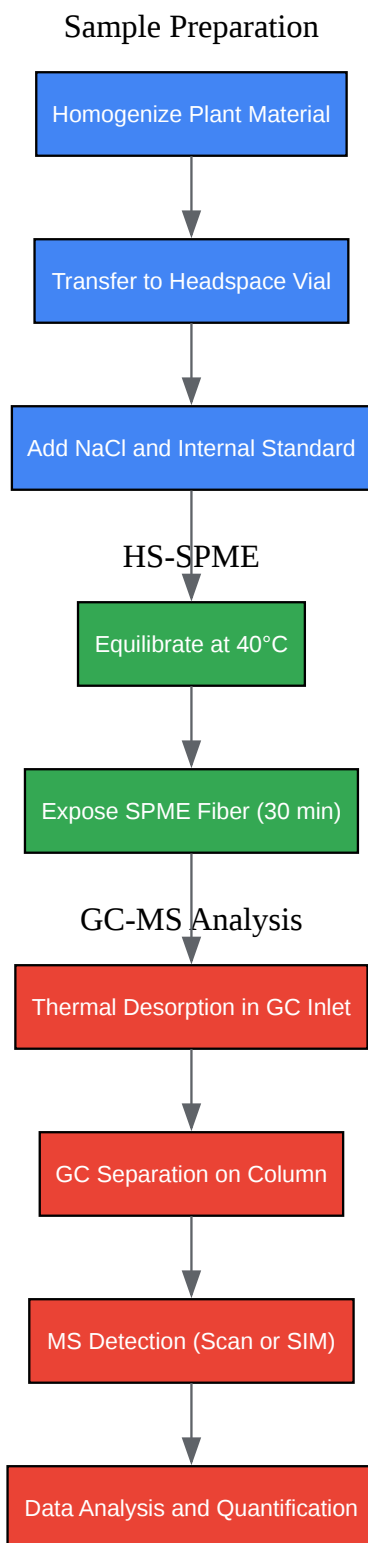 Sample Preparation
Homogenize Plant Material
Transfer to Headspace Vial
Add NaCl and Internal Standard
HS-SPME
Equilibrate at 40°C
Expose SPME Fiber (30 min)
GC-MS Analysis
Thermal Desorption in GC Inlet
GC Separation on Column
MS Detection (Scan or SIM)
Data Analysis and Quantification